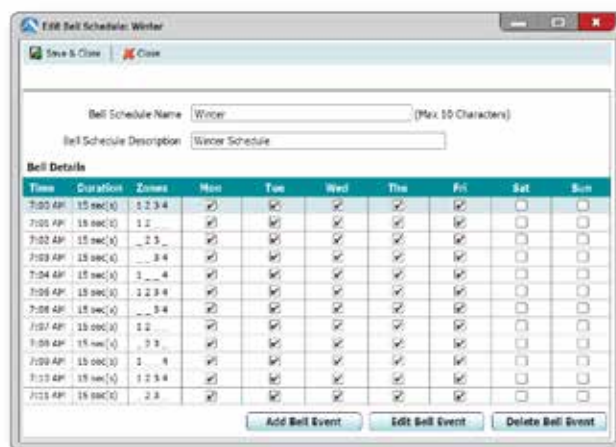 Edit Bell Schedule: Winter
Save & Close Close
Bell Schedule Name Winter (Max 10 Characters)
Bell Schedule Description Winter Schedule
Bell Details
Time Duration Zones Mon Tue Wed Thu Fri Sat Sun
7:00 AM 15 sec(s) 1 2 3 4
7:01 AM 15 sec(s) 1 2 _ _
7:02 AM 15 sec(s) _ 2 3 _
7:03 AM 15 sec(s) _ _ 3 4
7:04 AM 15 sec(s) 1 _ _ 4
7:05 AM 15 sec(s) 1 2 3 4
7:06 AM 15 sec(s) _ _ 3 4
7:07 AM 15 sec(s) 1 2 _ _
7:08 AM 15 sec(s) _ 2 3 _
7:09 AM 15 sec(s) 1 _ _ 4
7:10 AM 15 sec(s) 1 2 3 4
7:11 AM 15 sec(s) _ 2 3 _
Add Bell Event Edit Bell Event Delete Bell Event